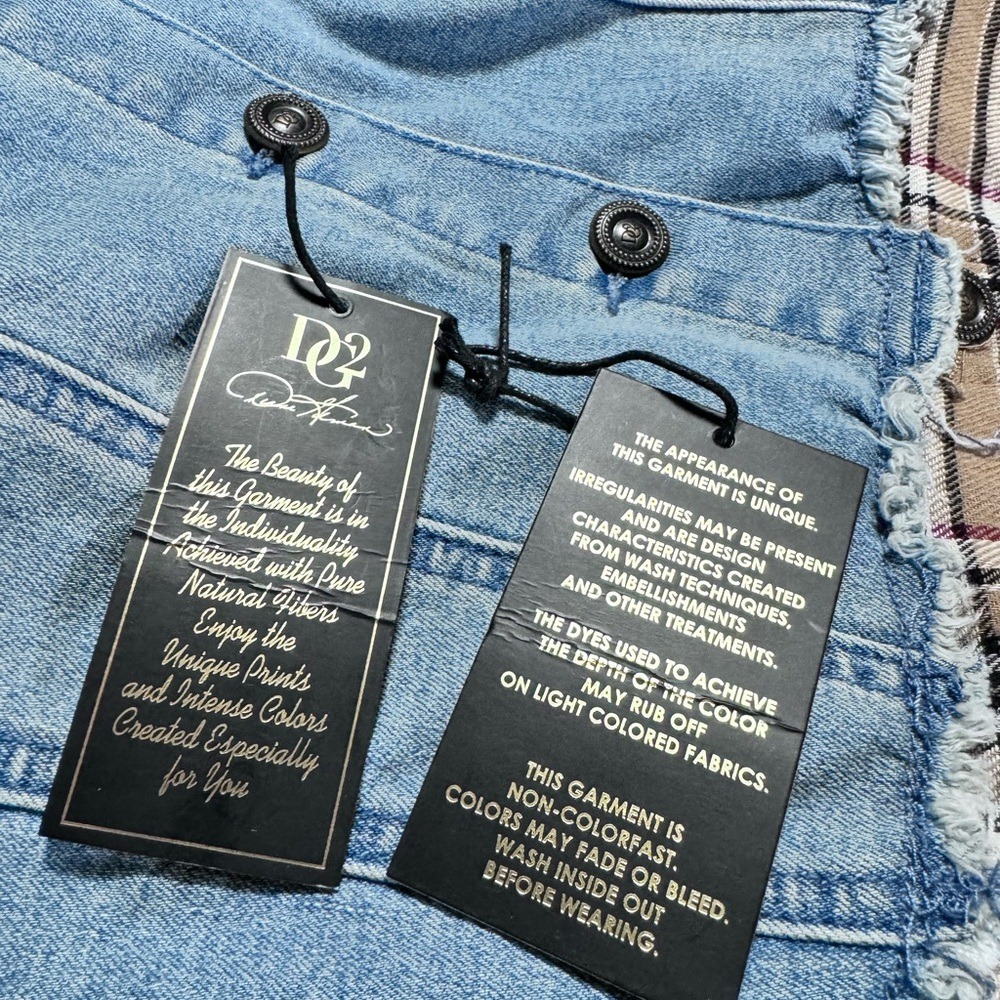 DG
DG
DG2
Diane Gilman
The Beauty of
this Garment is in
the Individuality
Achieved with Pure
Natural Fibers
Enjoy the
Unique Prints
and Intense Colors
Created Especially
for You
THE APPEARANCE OF
THIS GARMENT IS UNIQUE.
IRREGULARITIES MAY BE PRESENT
AND ARE DESIGN
CHARACTERISTICS CREATED
FROM WASH TECHNIQUES,
EMBELLISHMENTS
AND OTHER TREATMENTS.
THE DYES USED TO ACHIEVE
THE DEPTH OF THE COLOR
MAY RUB OFF
ON LIGHT COLORED FABRICS.
THIS GARMENT IS
NON-COLORFAST.
COLORS MAY FADE OR BLEED.
WASH INSIDE OUT
BEFORE WEARING.